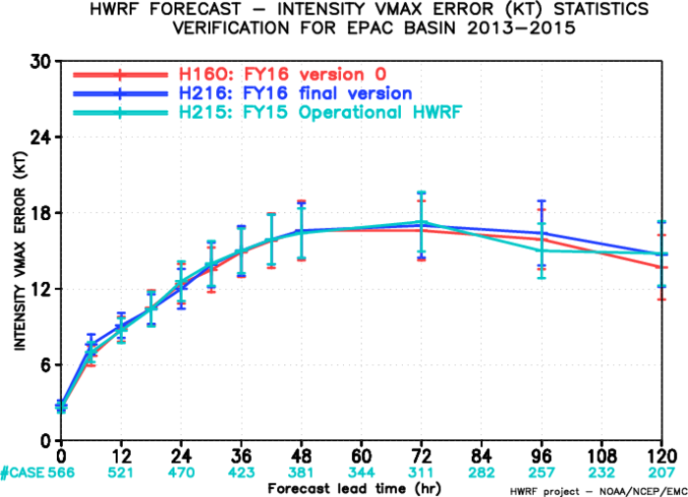 HWRF FORECAST − INTENSITY VMAX ERROR (KT) STATISTICS
VERIFICATION FOR EPAC BASIN 2013−2015
H16O: FY16 version 0
H216: FY16 final version
H215: FY15 Operational HWRF
INTENSITY VMAX ERROR (KT)
30
24
18
12
6
0
0 12 24 36 48 60 72 84 96 108 120
#CASE 566 521 470 423 381 344 311 282 257 232 207
Forecast lead time (hr)
HWRF project − NOAA/NCEP/EMC